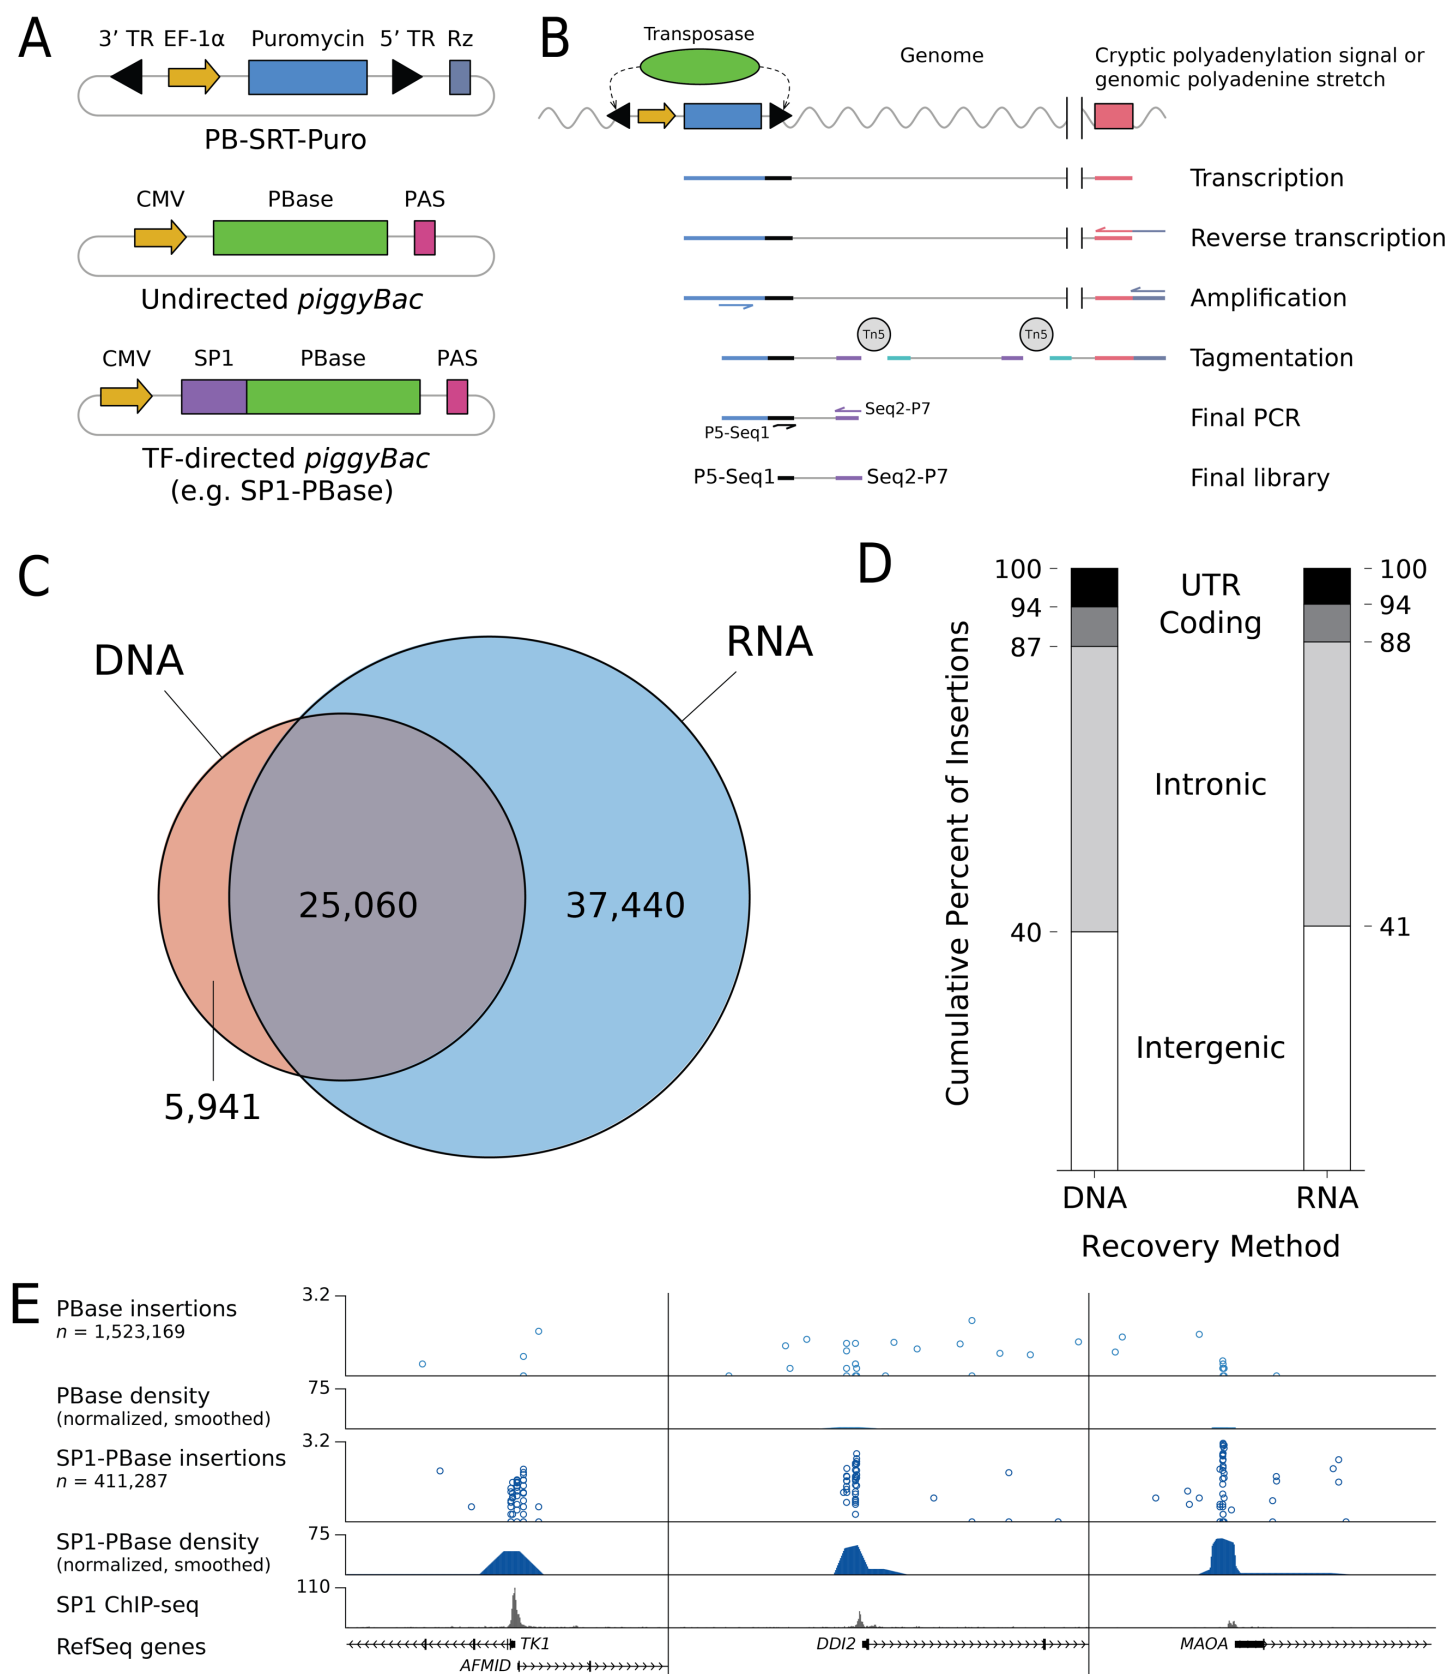 A
3’ TR EF-1α Puromycin 5’ TR Rz
PB-SRT-Puro
CMV PBase PAS
Undirected piggyBac
CMV SP1 PBase PAS
TF-directed piggyBac
(e.g. SP1-PBase)
B
Transposase
Genome
Cryptic polyadenylation signal or
genomic polyadenine stretch
Transcription
Reverse transcription
Amplification
Tn5 Tn5
Tagmentation
Seq2-P7
P5-Seq1
Final PCR
P5-Seq1 Seq2-P7
Final library
C
DNA
RNA
25,060
37,440
5,941
D
Cumulative Percent of Insertions
100 UTR 100
94 Coding 94
87 88
Intronic
40 41
Intergenic
DNA RNA
Recovery Method
E
PBase insertions 3.2
n = 1,523,169
PBase density 75
(normalized, smoothed)
SP1-PBase insertions 3.2
n = 411,287
SP1-PBase density 75
(normalized, smoothed)
SP1 ChIP-seq 110
RefSeq genes TK1 DDI2 MAOA
AFMID